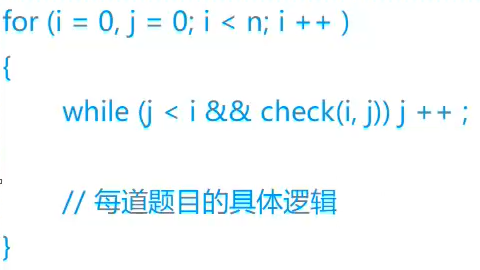 for (i = 0, j = 0; i < n; i ++ )
{
while (j < i && check(i, j)) j ++ ;
// 每道题目的具体逻辑
}